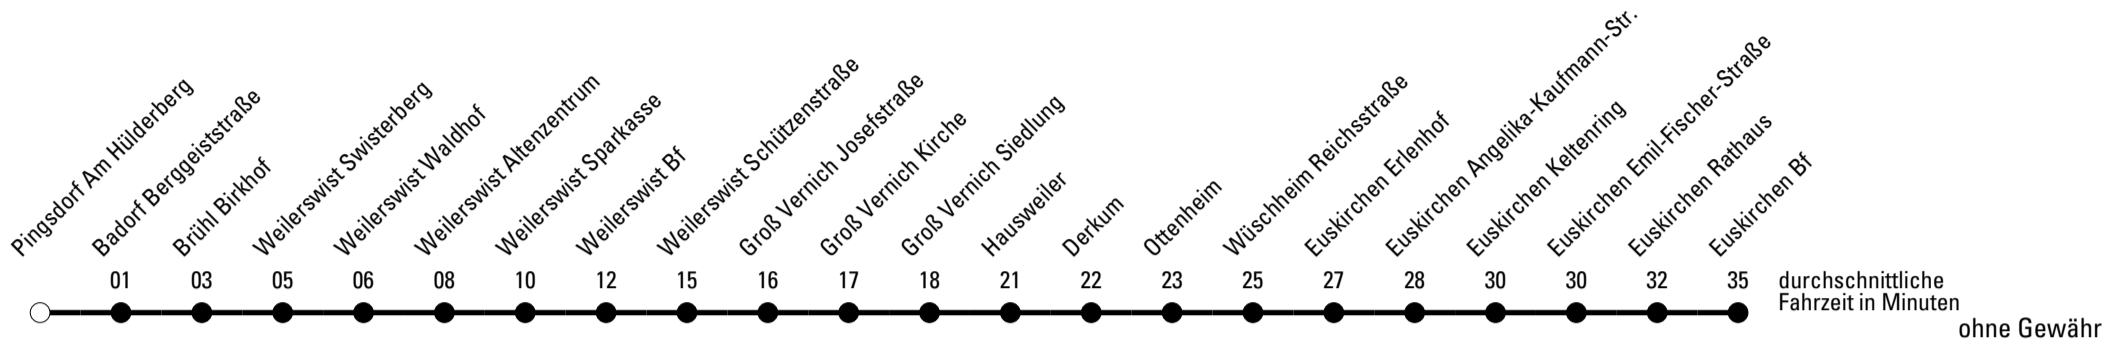 Pingsdorf Am Hülderberg
Badorf Berggeiststraße
Brühl Birkhof
Weilerswist Swisterberg
Weilerswist Waldhof
Weilerswist Altenzentrum
Weilerswist Sparkasse
Weilerswist Bf
Weilerswist Schützenstraße
Groß Vernich Josefstraße
Groß Vernich Kirche
Groß Vernich Siedlung
Hausweiler
Derkum
Ottenheim
Wüschheim Reichsstraße
Euskirchen Erlenhof
Euskirchen Angelika-Kaufmann-Str.
Euskirchen Keltenring
Euskirchen Emil-Fischer-Straße
Euskirchen Rathaus
Euskirchen Bf
01 03 05 06 08 10 12 15 16 17 18 21 22 23 25 27 28 30 30 32 35
durchschnittliche
Fahrzeit in Minuten
ohne Gewähr